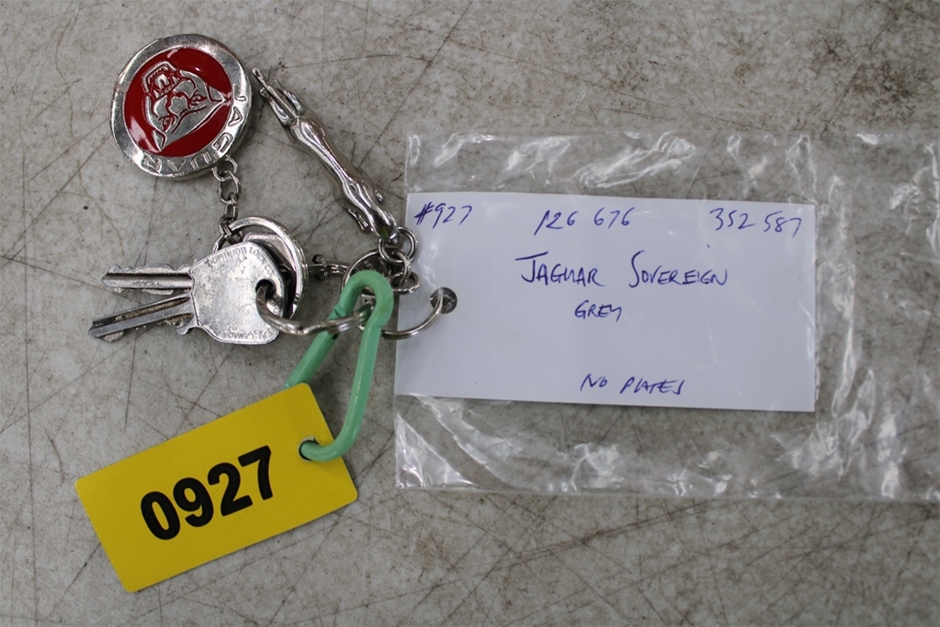 JAGUAR
#927 126 676 352 587
JAGUAR SOVEREIGN
GREY
NO PLATES
0927